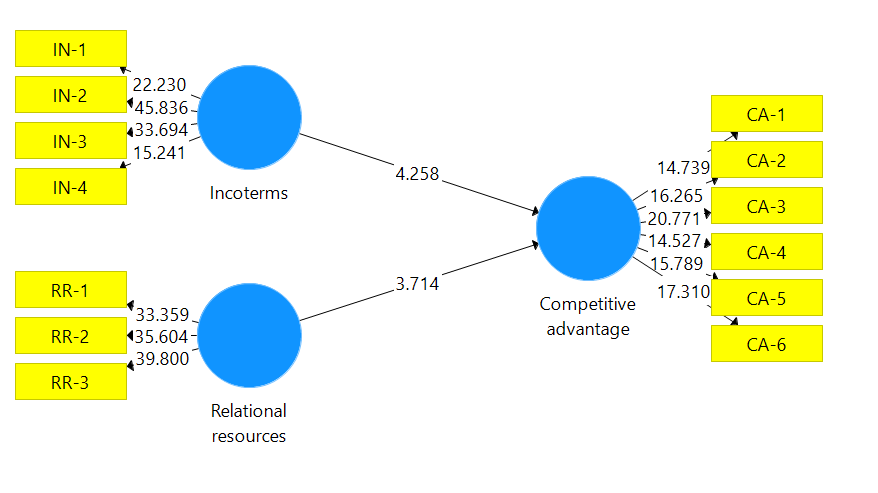 IN-1
IN-2
IN-3
IN-4
22.230
45.836
33.694
15.241
Incoterms
4.258
RR-1
RR-2
RR-3
33.359
35.604
39.800
Relational
resources
3.714
Competitive
advantage
14.739
16.265
20.771
14.527
15.789
17.310
CA-1
CA-2
CA-3
CA-4
CA-5
CA-6